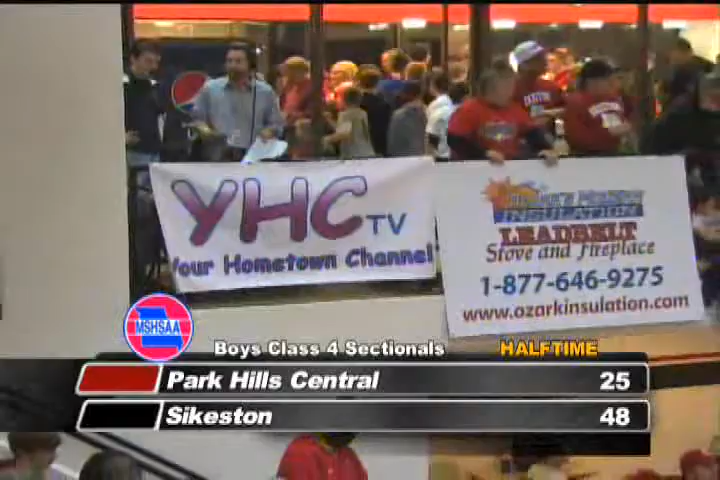 YHC TV
Your Hometown Channel
INSULATION
LEADBELT
Stove and Fireplace
1-877-646-9275
www.ozarkinsulation.com
MSHSAA
Boys Class 4 Sectionals HALFTIME
Park Hills Central 25
Sikeston 48